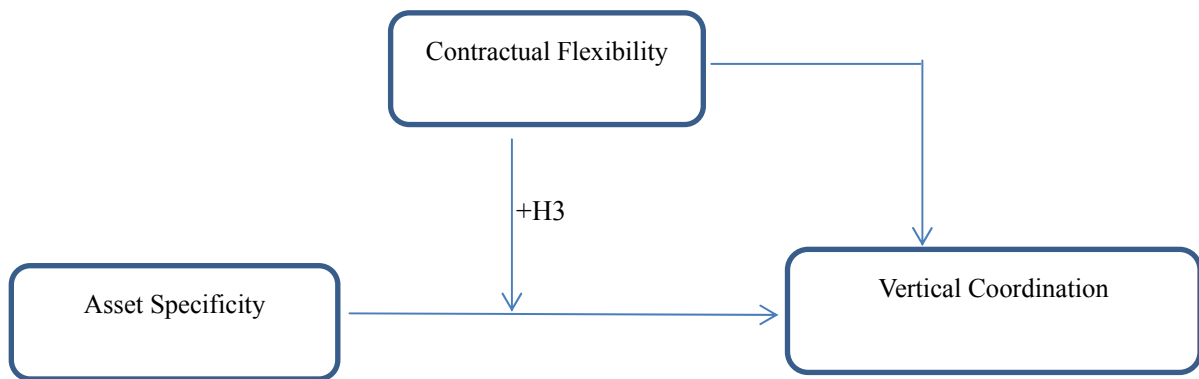 Contractual Flexibility
+H3
Asset Specificity
Vertical Coordination